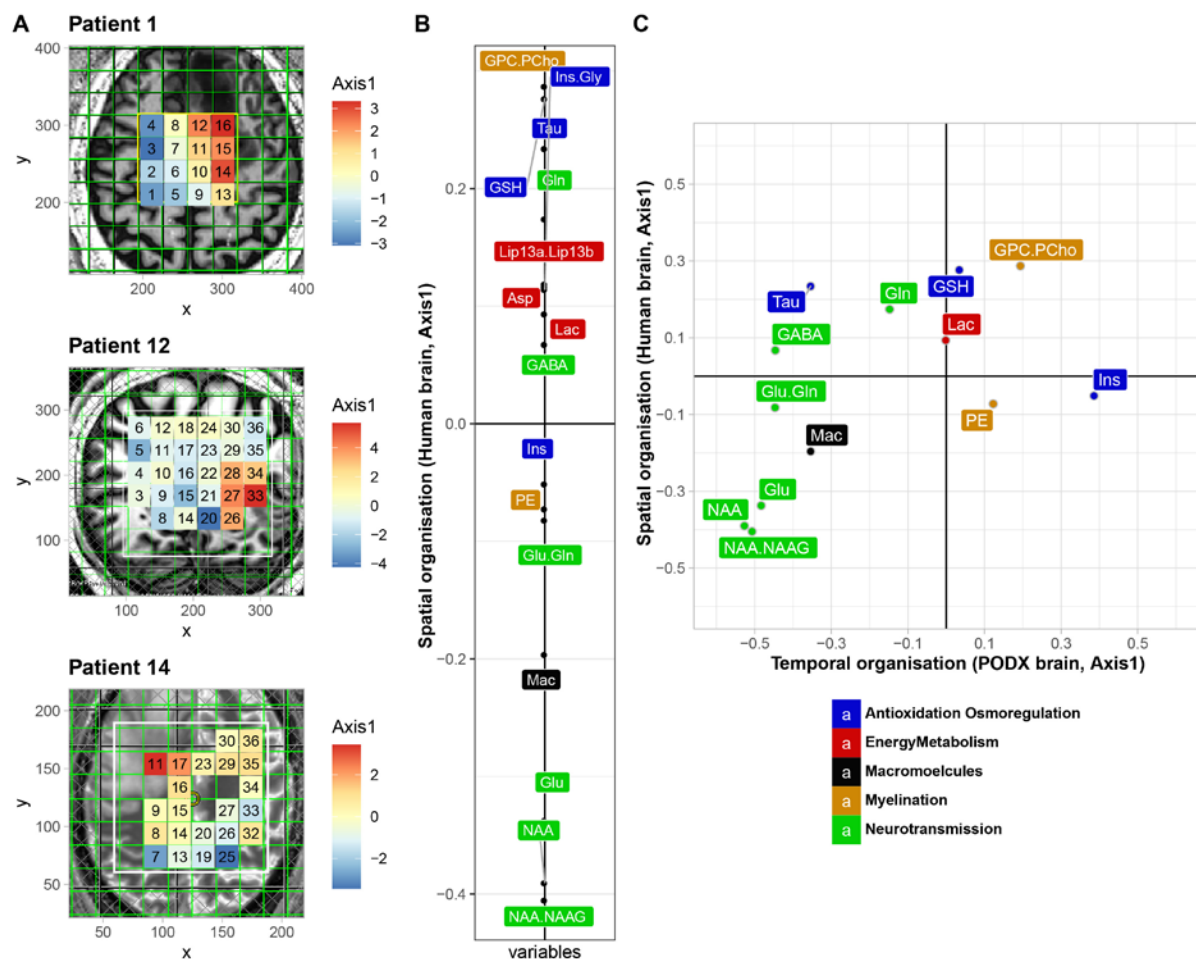 A
Patient 1
400
300
200
y
200
300
400
x
4 8 12 16
3 7 11 15
2 6 10 14
1 5 9 13
Axis1
3
2
1
0
−1
−2
−3
Patient 12
300
200
100
y
100
200
300
x
6 12 18 24 30 36
5 11 17 23 29 35
4 10 16 22 28 34
3 9 15 21 27 33
8 14 20 26
Axis1
4
2
0
−2
−4
Patient 14
200
150
100
50
y
50
100
150
200
x
30 36
11 17 23 29 35
16 34
9 15 27 33
8 14 20 26 32
7 13 19 25
Axis1
2
0
−2
B
Spatial organisation (Human brain, Axis1)
0.2
0.0
−0.2
−0.4
variables
GPC.PCho
Ins.Gly
Tau
GSH
Gln
Lip13a.Lip13b
Asp
Lac
GABA
Ins
PE
Glu.Gln
Mac
Glu
NAA
NAA.NAAG
C
Spatial organisation (Human brain, Axis1)
0.5
0.3
0.1
−0.1
−0.3
−0.5
GPC.PCho
GSH
Tau
Gln
Lac
GABA
Ins
Glu.Gln
PE
Mac
Glu
NAA
NAA.NAAG
−0.5
−0.3
−0.1
0.1
0.3
0.5
Temporal organisation (PODX brain, Axis1)
a Antioxidation Osmoregulation
a EnergyMetabolism
a Macromoelcules
a Myelination
a Neurotransmission